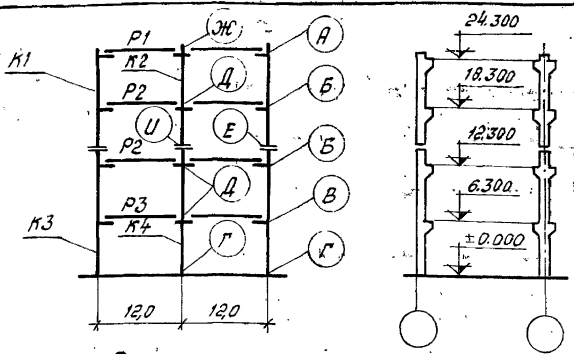 Р1
Ж
А
К1
К2
Р2
Д
Б
И
Е
Р2
Б
Д
Р3
В
К3
К4
Г
Г
12,0
12,0
24.300
18.300
12.300
6.300
±0.000